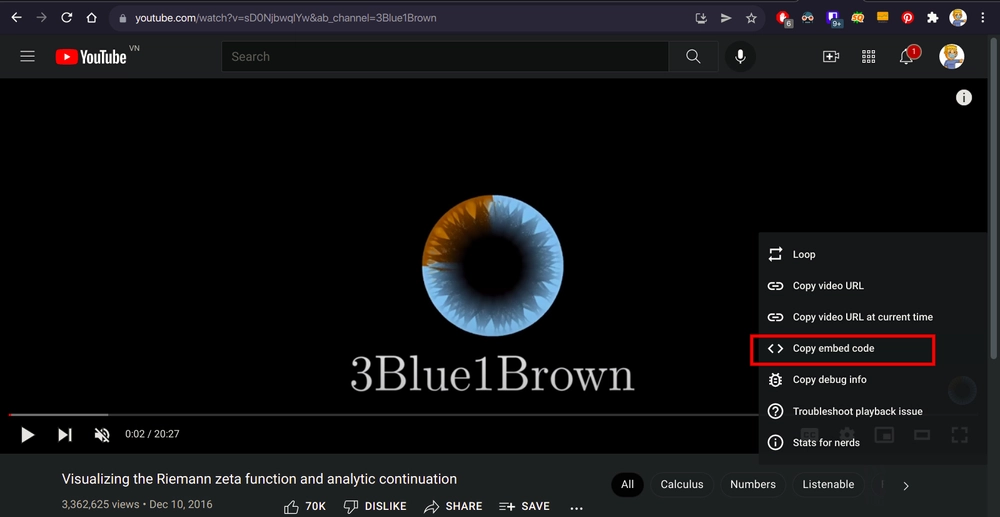 youtube.com/watch?v=sD0NjbwqlYw&ab_channel=3Blue1Brown
6
9+
YouTube VN
Search
1
3Blue1Brown
Loop
Copy video URL
Copy video URL at current time
Copy embed code
Copy debug info
Troubleshoot playback issue
Stats for nerds
0:02 / 20:27
Visualizing the Riemann zeta function and analytic continuation
3,362,625 views • Dec 10, 2016
70K
DISLIKE
SHARE
SAVE
All
Calculus
Numbers
Listenable